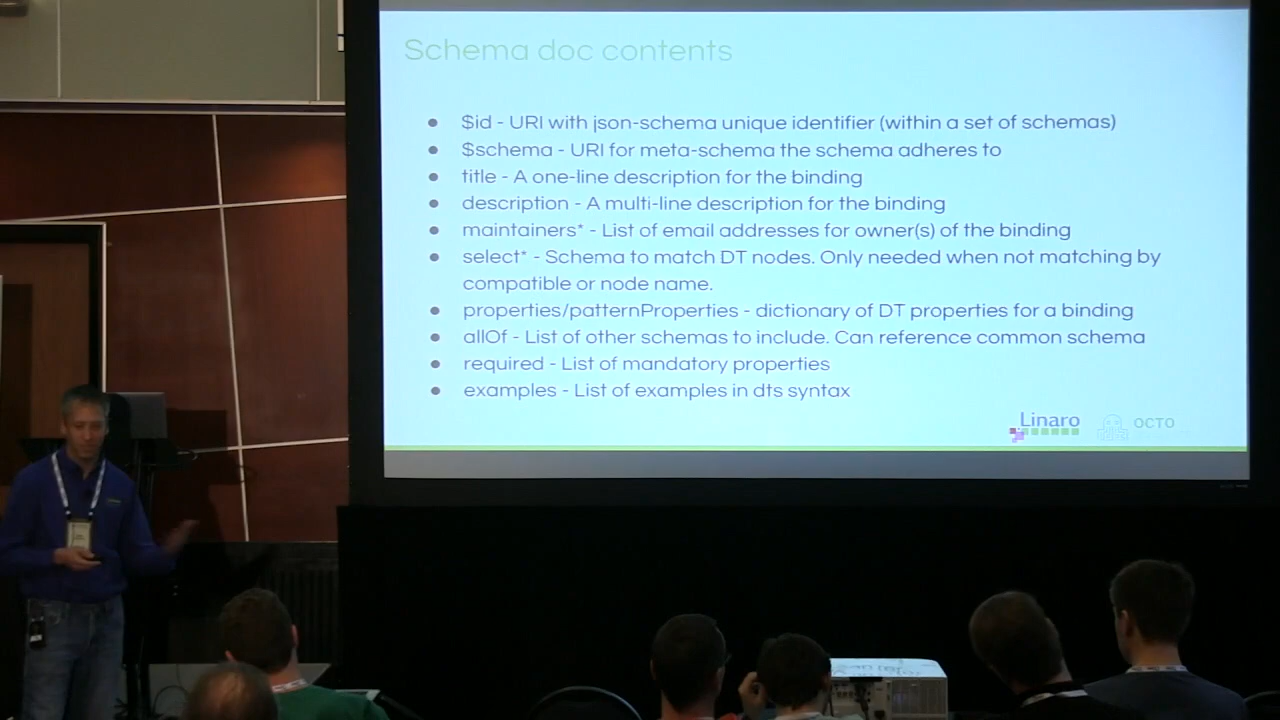 Schema doc contents
● $id - URI with json-schema unique identifier (within a set of schemas)
● $schema - URI for meta-schema the schema adheres to
● title - A one-line description for the binding
● description - A multi-line description for the binding
● maintainers* - List of email addresses for owner(s) of the binding
● select* - Schema to match DT nodes. Only needed when not matching by
compatible or node name.
● properties/patternProperties - dictionary of DT properties for a binding
● allOf - List of other schemas to include. Can reference common schema
● required - List of mandatory properties
● examples - List of examples in dts syntax
Linaro
OCTO